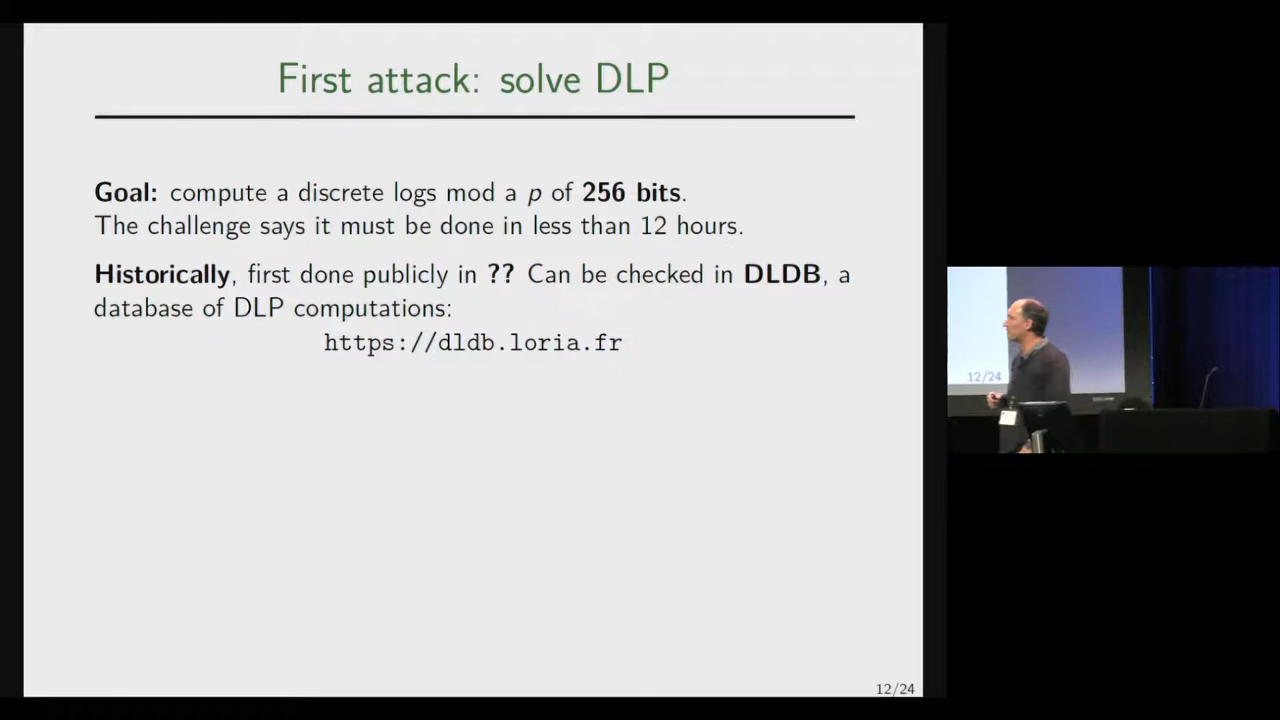 First attack: solve DLP
Goal: compute a discrete logs mod a p of 256 bits.
The challenge says it must be done in less than 12 hours.
Historically, first done publicly in ?? Can be checked in DLDB, a
database of DLP computations:
https://dldb.loria.fr
12/24
12/24